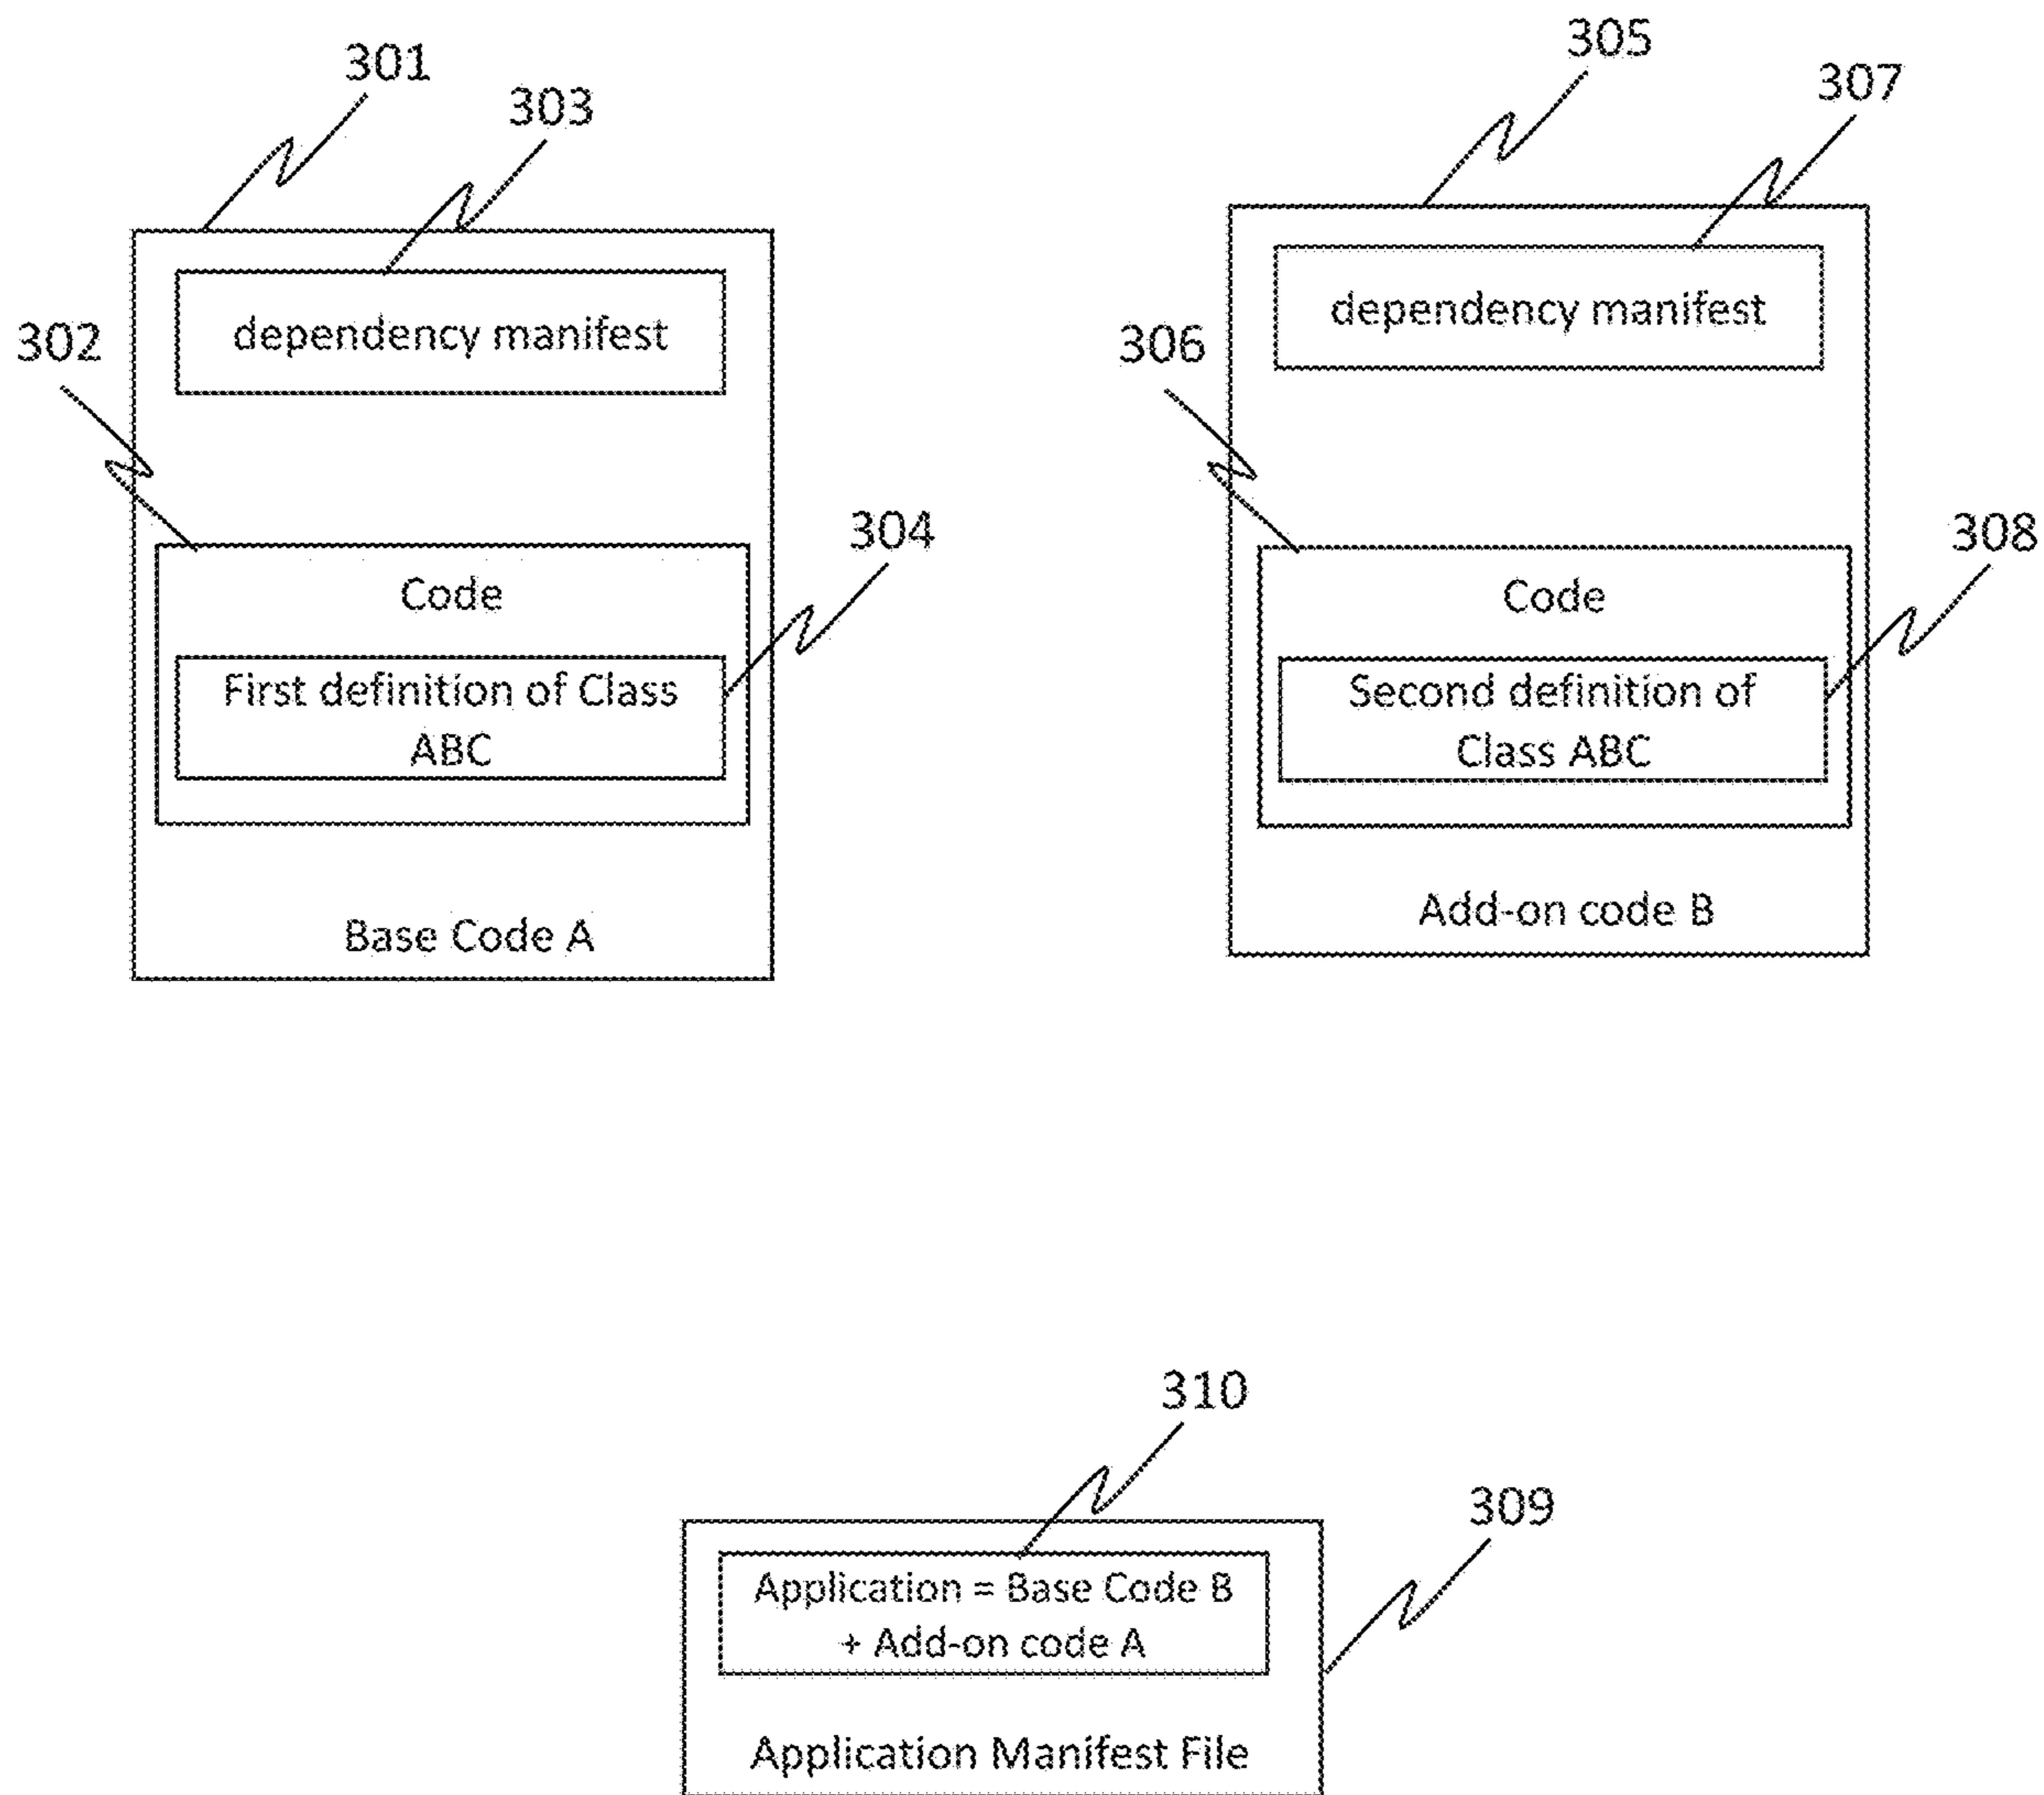 301
303
302
dependency manifest
304
Code
First definition of Class
ABC
Base Code A
305
307
306
dependency manifest
308
Code
Second definition of
Class ABC
Add-on code B
310
309
Application = Base Code B
+ Add-on code A
Application Manifest File